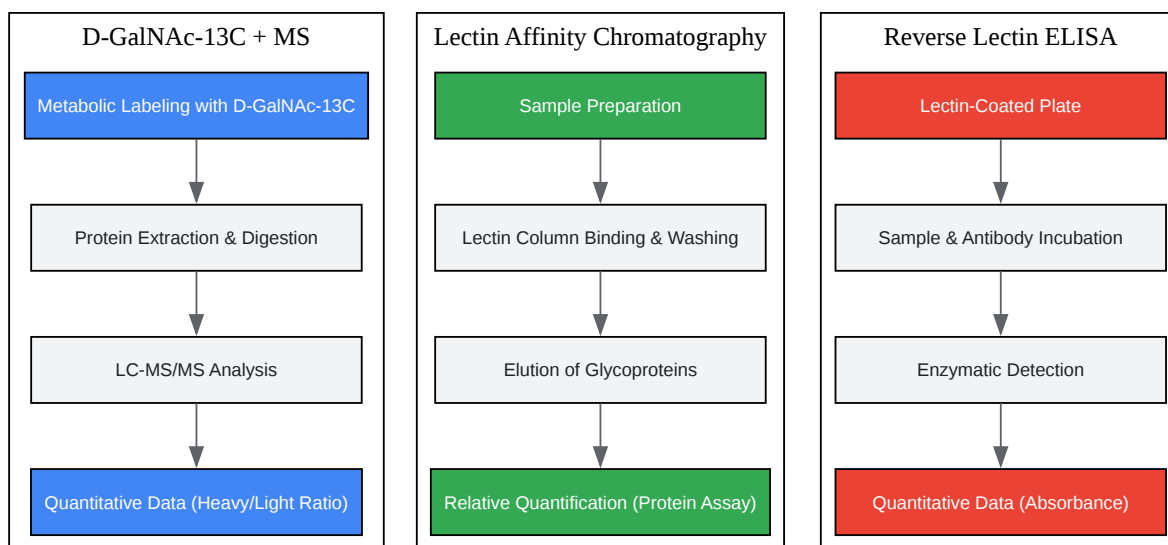 D-GalNAc-13C + MS
Metabolic Labeling with D-GalNAc-13C
Protein Extraction & Digestion
LC-MS/MS Analysis
Quantitative Data (Heavy/Light Ratio)
Lectin Affinity Chromatography
Sample Preparation
Lectin Column Binding & Washing
Elution of Glycoproteins
Relative Quantification (Protein Assay)
Reverse Lectin ELISA
Lectin-Coated Plate
Sample & Antibody Incubation
Enzymatic Detection
Quantitative Data (Absorbance)